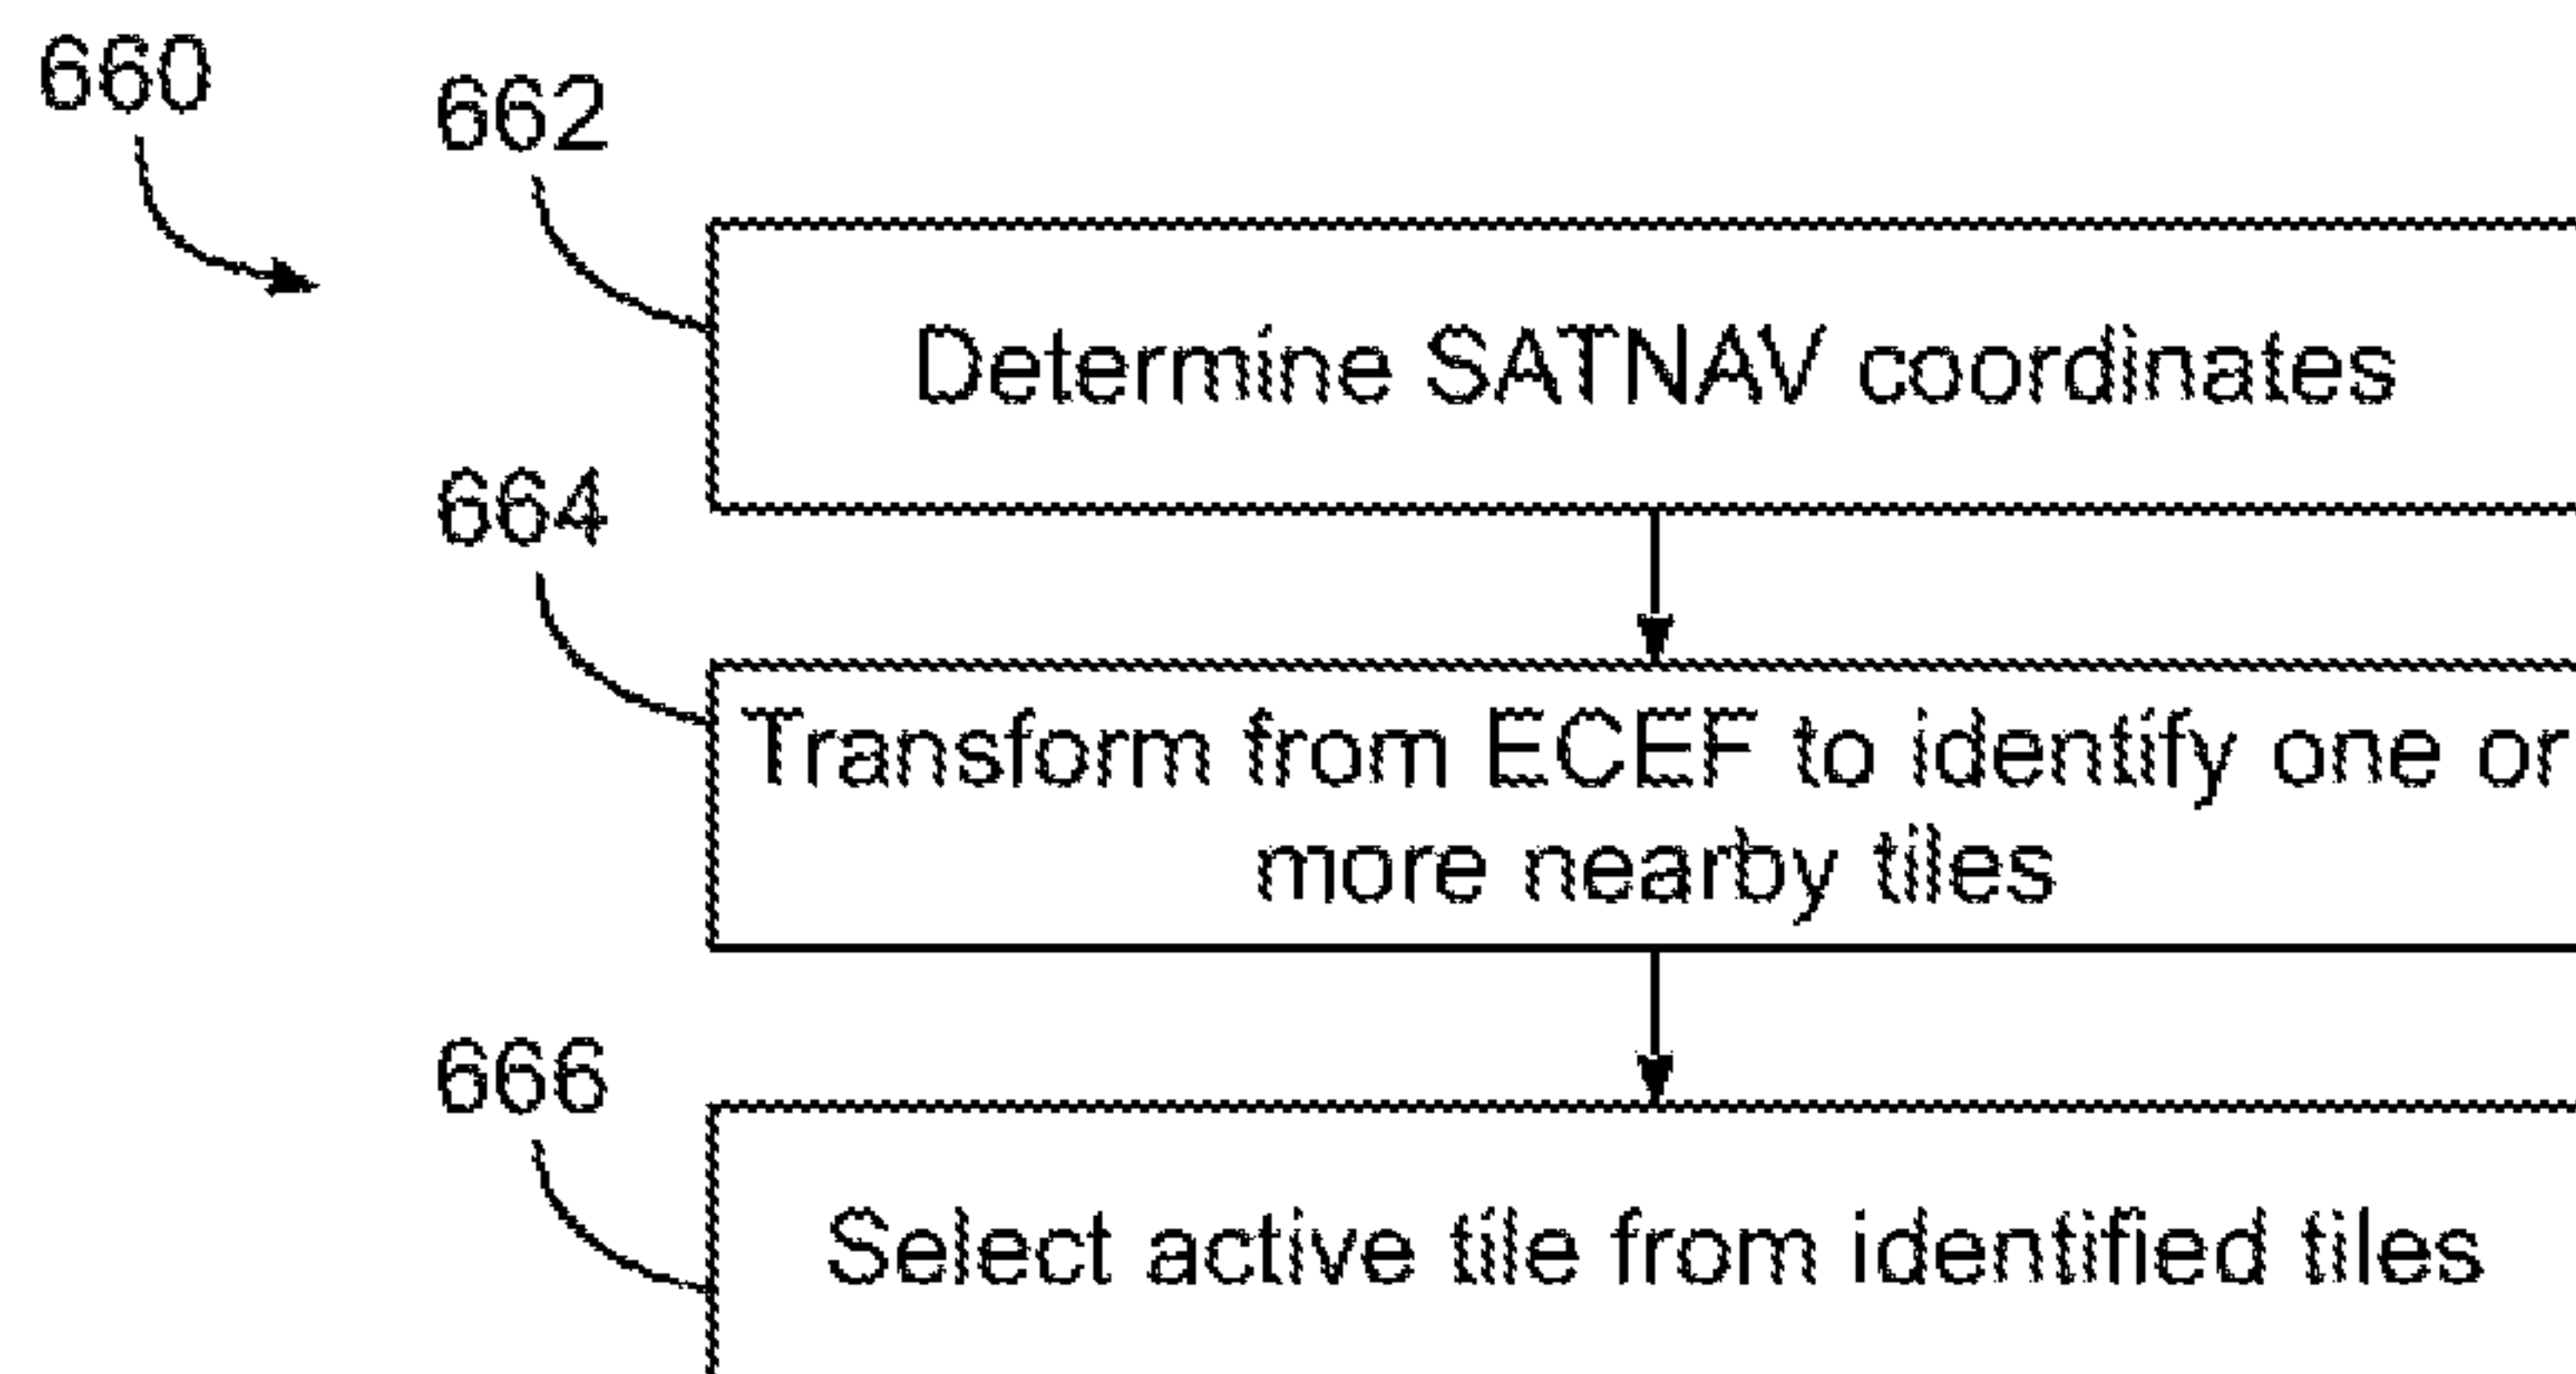 660
662
Determine SATNAV coordinates
664
Transform from ECEF to identify one or
more nearby tiles
666
Select active tile from identified tiles